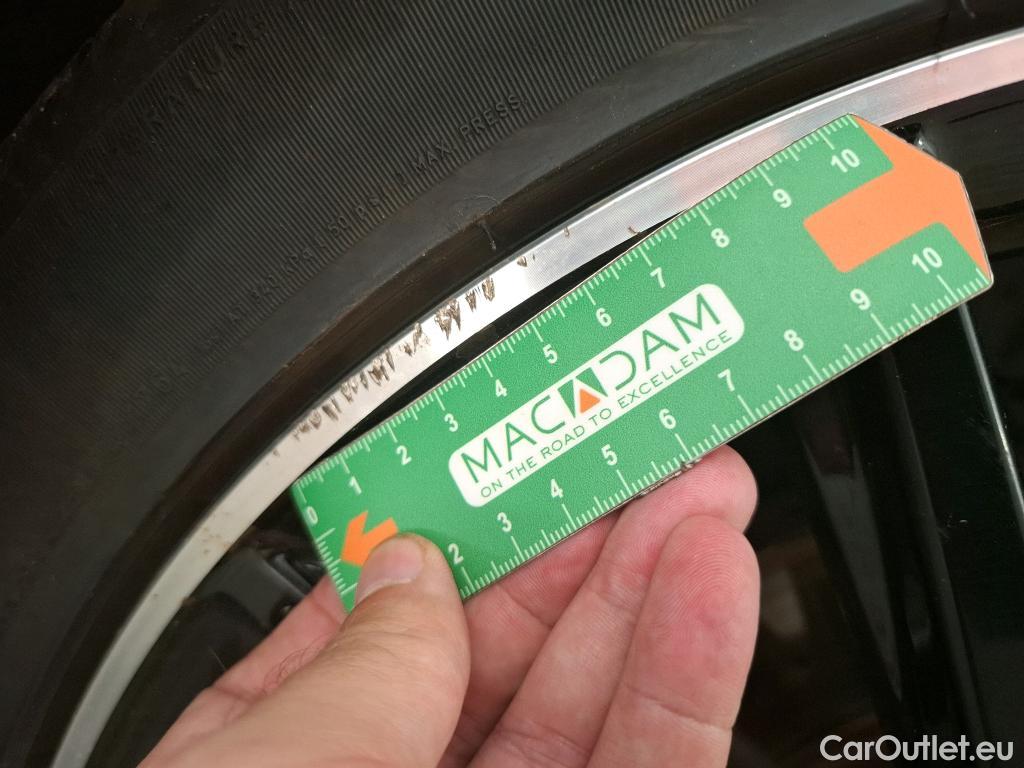 MAX PRESS
0 1 2 3 4 5 6 7 8 9 10
MACADAM
ON THE ROAD TO EXCELLENCE
2 3 4 5 6 7 8 9 10
CarOutlet.eu